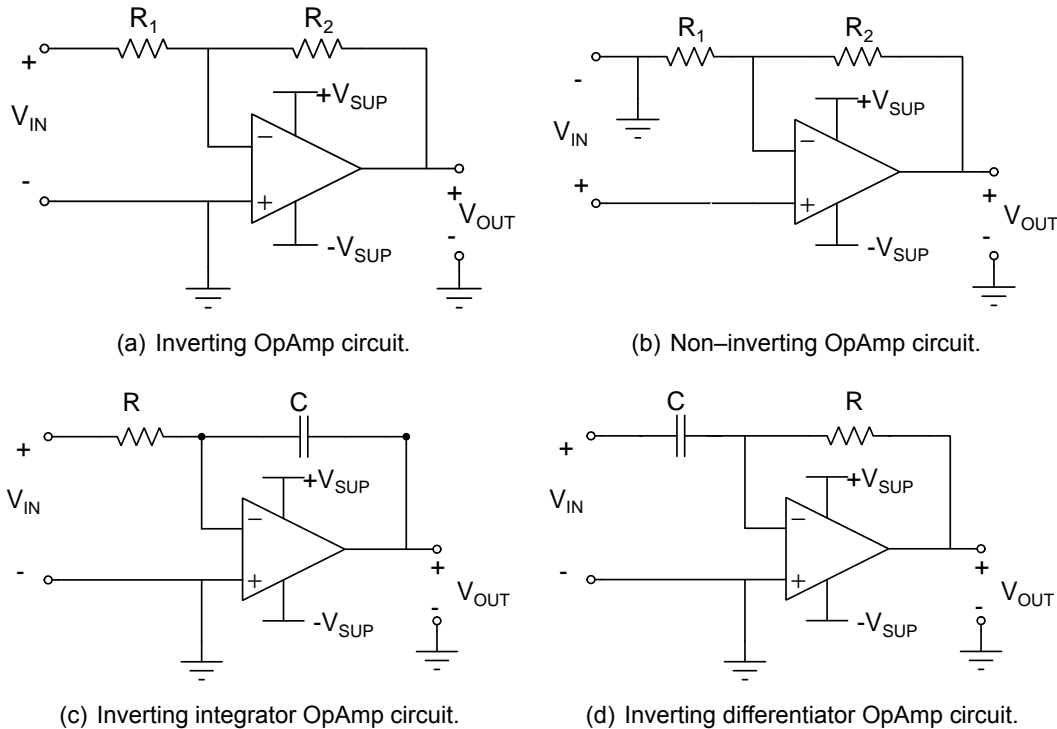 R1
R2
+
+VSUP
VIN
−
-
+
+
VOUT
-VSUP
-
(a) Inverting OpAmp circuit.
R1
R2
-
+VSUP
VIN
−
+
+
+
VOUT
-VSUP
-
(b) Non–inverting OpAmp circuit.
R
C
+
+VSUP
VIN
−
-
+
+
VOUT
-VSUP
-
(c) Inverting integrator OpAmp circuit.
C
R
+
+VSUP
VIN
−
-
+
+
VOUT
-VSUP
-
(d) Inverting differentiator OpAmp circuit.